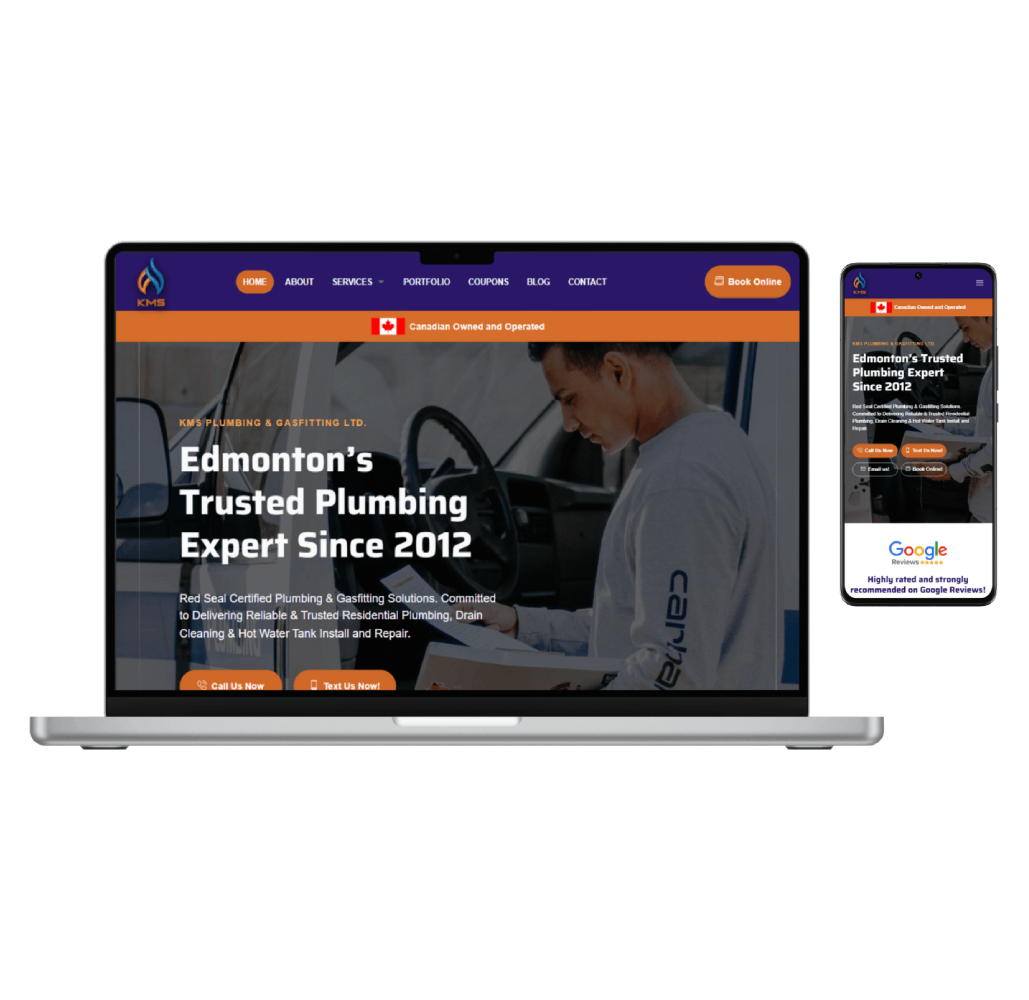 KMS
HOME
ABOUT
SERVICES
PORTFOLIO
COUPONS
BLOG
CONTACT
Book Online
Canadian Owned and Operated
KMS PLUMBING & GASFITTING LTD.
Edmonton’s
Trusted Plumbing
Expert Since 2012
Red Seal Certified Plumbing & Gasfitting Solutions. Committed
to Delivering Reliable & Trusted Residential Plumbing, Drain
Cleaning & Hot Water Tank Install and Repair.
Call Us Now
Text Us Now!
KMS
Canadian Owned and Operated
KMS PLUMBING & GASFITTING LTD.
Edmonton’s Trusted
Plumbing Expert
Since 2012
Red Seal Certified Plumbing & Gasfitting Solutions.
Committed to Delivering Reliable & Trusted Residential
Plumbing, Drain Cleaning & Hot Water Tank Install and
Repair.
Call Us Now
Text Us Now!
Email us!
Book Online!
Google
Reviews
Highly rated and strongly
recommended on Google Reviews!